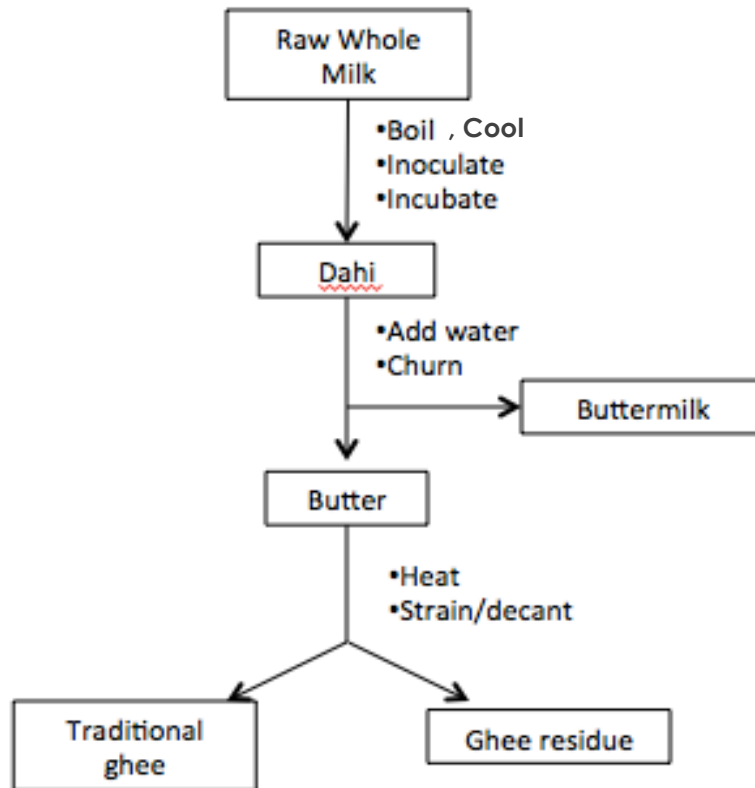 Raw Whole
Milk
•Boil , Cool
•Inoculate
•Incubate
Dahi
•Add water
•Churn
Buttermilk
Butter
•Heat
•Strain/decant
Traditional
ghee
Ghee residue